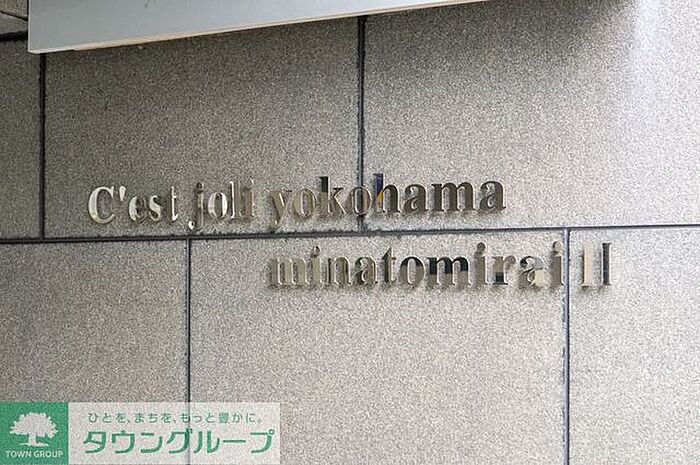 C'est joli yokohama
minatomirai II
ひとを、まちを、もっと豊かに。
タウングループ
TOWN GROUP